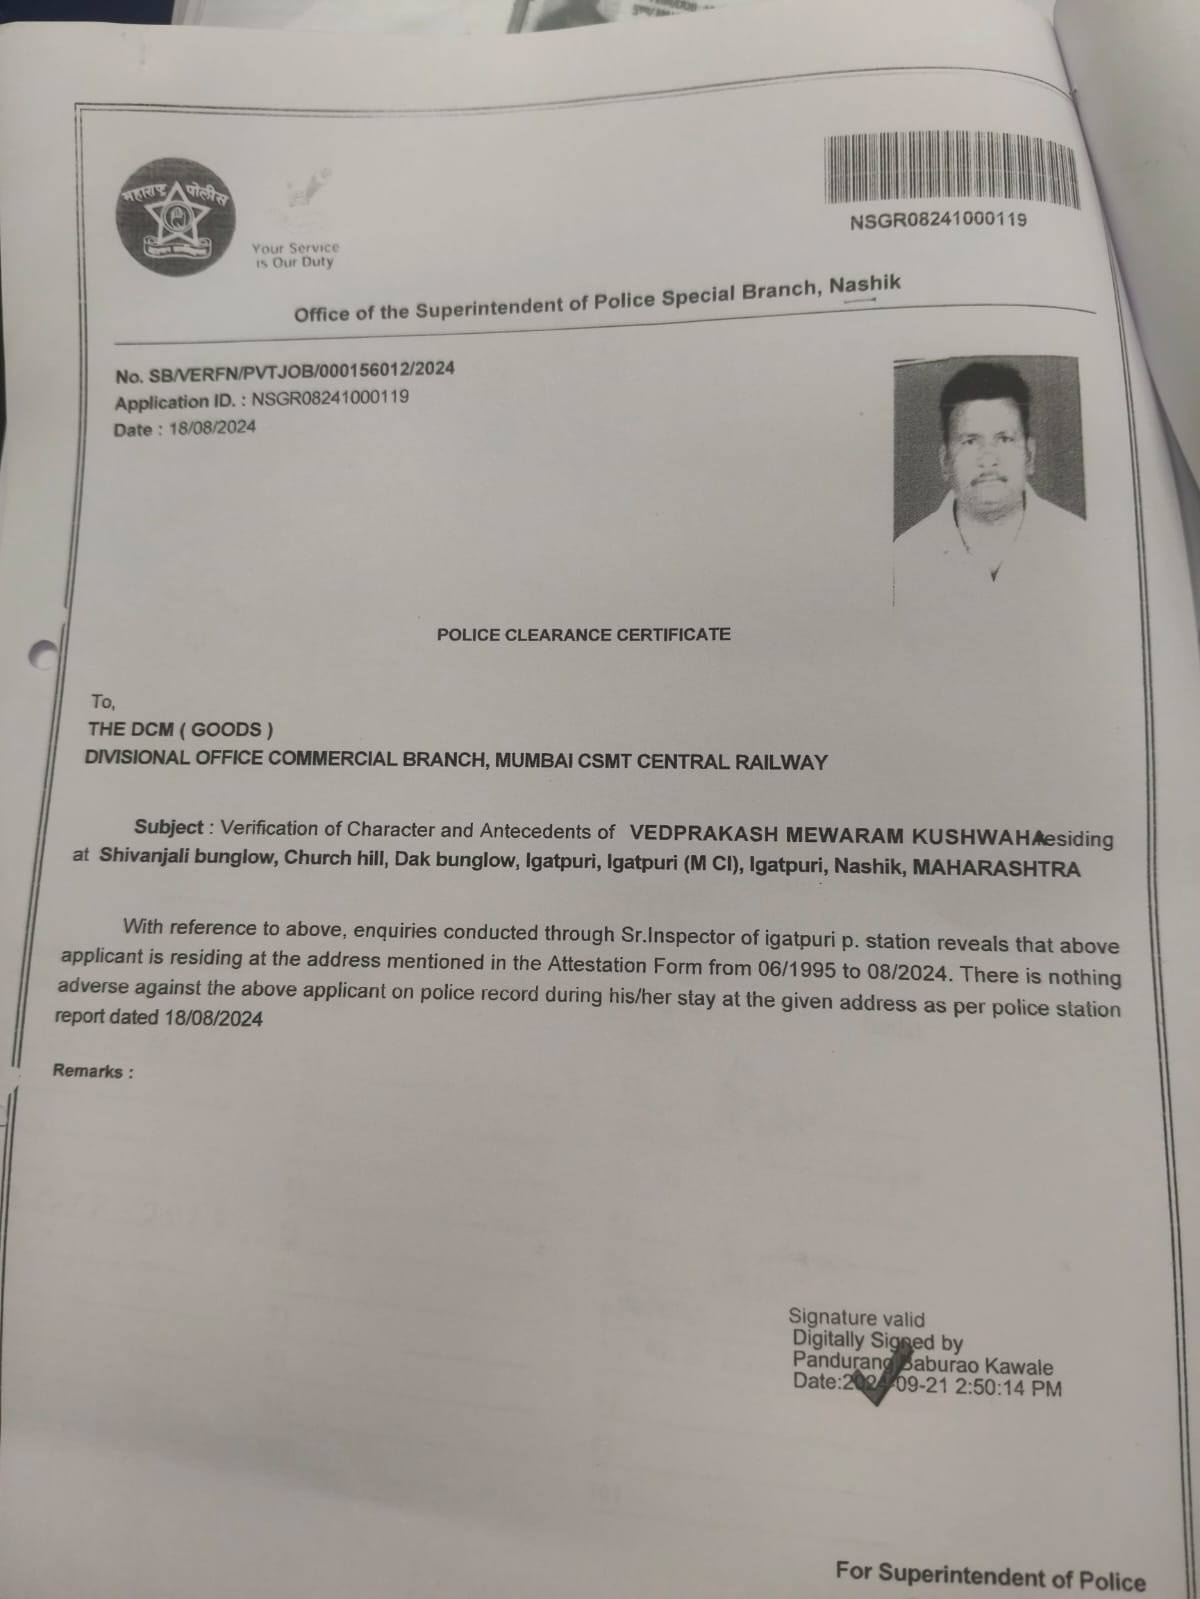 महाराष्ट्र पोलीस
Your Service
is Our Duty
NSGR08241000119
Office of the Superintendent of Police Special Branch, Nashik
No. SB/VERFN/PVTJOB/000156012/2024
Application ID. : NSGR08241000119
Date : 18/08/2024
POLICE CLEARANCE CERTIFICATE
To,
THE DCM ( GOODS )
DIVISIONAL OFFICE COMMERCIAL BRANCH, MUMBAI CSMT CENTRAL RAILWAY
Subject : Verification of Character and Antecedents of VEDPRAKASH MEWARAM KUSHWAHAesiding
at Shivanjali bunglow, Church hill, Dak bunglow, Igatpuri, Igatpuri (M Cl), Igatpuri, Nashik, MAHARASHTRA
With reference to above, enquiries conducted through Sr.Inspector of igatpuri p. station reveals that above
applicant is residing at the address mentioned in the Attestation Form from 06/1995 to 08/2024. There is nothing
adverse against the above applicant on police record during his/her stay at the given address as per police station
report dated 18/08/2024
Remarks :
Signature valid
Digitally Signed by
Pandurang Baburao Kawale
Date:2024-09-21 2:50:14 PM
For Superintendent of Police